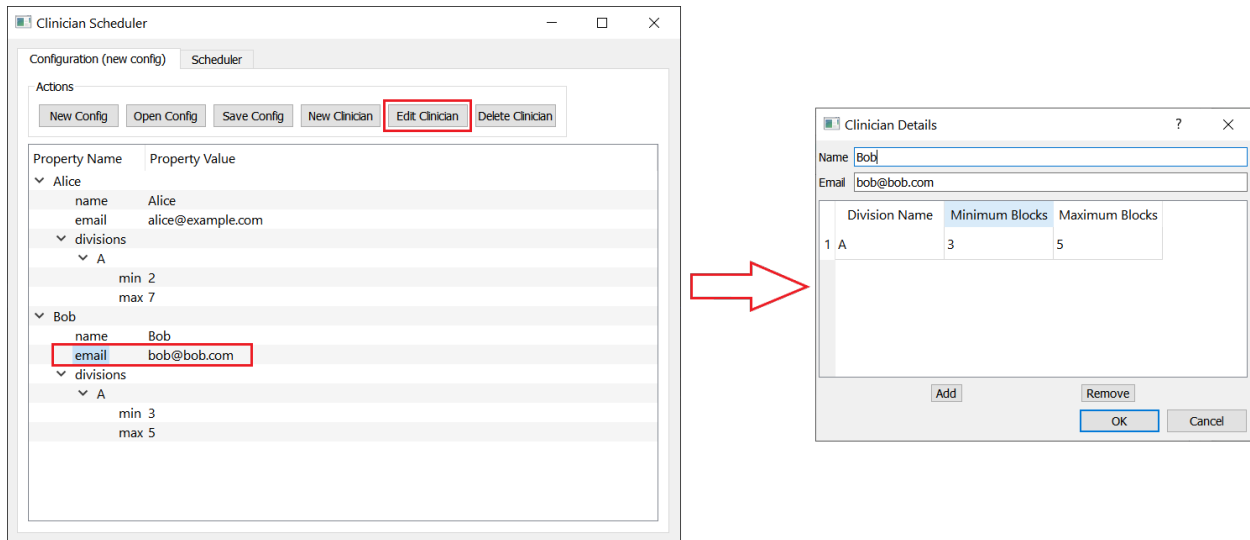 Clinician Scheduler
Configuration (new config) Scheduler
Actions
New Config Open Config Save Config New Clinician Edit Clinician Delete Clinician
Property Name Property Value
Alice
name Alice
email alice@example.com
divisions
A
min 2
max 7
Bob
name Bob
email bob@bob.com
divisions
A
min 3
max 5
Clinician Details ?
Name Bob
Email bob@bob.com
Division Name Minimum Blocks Maximum Blocks
1 A 3 5
Add Remove
OK Cancel